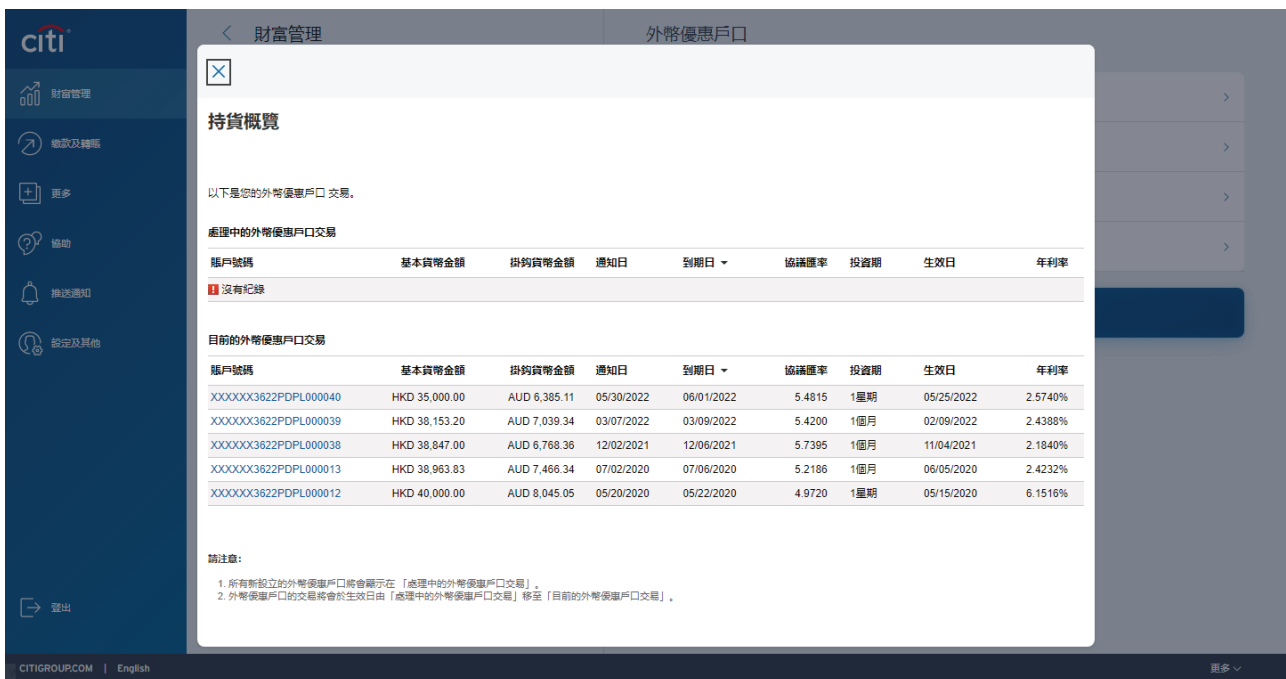 citi
財富管理
外幣優惠戶口
財富管理
繳款及轉賬
更多
協助
推送通知
設定及其他
登出
持貨概覽
以下是您的外幣優惠戶口 交易。
處理中的外幣優惠戶口交易
賬戶號碼 基本貨幣金額 掛鈎貨幣金額 通知日 到期日 協議匯率 投資期 生效日 年利率
沒有紀錄
目前的外幣優惠戶口交易
賬戶號碼 基本貨幣金額 掛鈎貨幣金額 通知日 到期日 協議匯率 投資期 生效日 年利率
XXXXXX3622PDPL000040 HKD 35,000.00 AUD 6,385.11 05/30/2022 06/01/2022 5.4815 1星期 05/25/2022 2.5740%
XXXXXX3622PDPL000039 HKD 38,153.20 AUD 7,039.34 03/07/2022 03/09/2022 5.4200 1個月 02/09/2022 2.4388%
XXXXXX3622PDPL000038 HKD 38,847.00 AUD 6,768.36 12/02/2021 12/06/2021 5.7395 1個月 11/04/2021 2.1840%
XXXXXX3622PDPL000013 HKD 38,963.83 AUD 7,466.34 07/02/2020 07/06/2020 5.2186 1個月 06/05/2020 2.4232%
XXXXXX3622PDPL000012 HKD 40,000.00 AUD 8,045.05 05/20/2020 05/22/2020 4.9720 1星期 05/15/2020 6.1516%
請注意:
1. 所有新設立的外幣優惠戶口將會顯示在 「處理中的外幣優惠戶口交易」。
2. 外幣優惠戶口的交易將會於生效日由「處理中的外幣優惠戶口交易」移至「目前的外幣優惠戶口交易」。
CITIGROUP.COM | English
更多